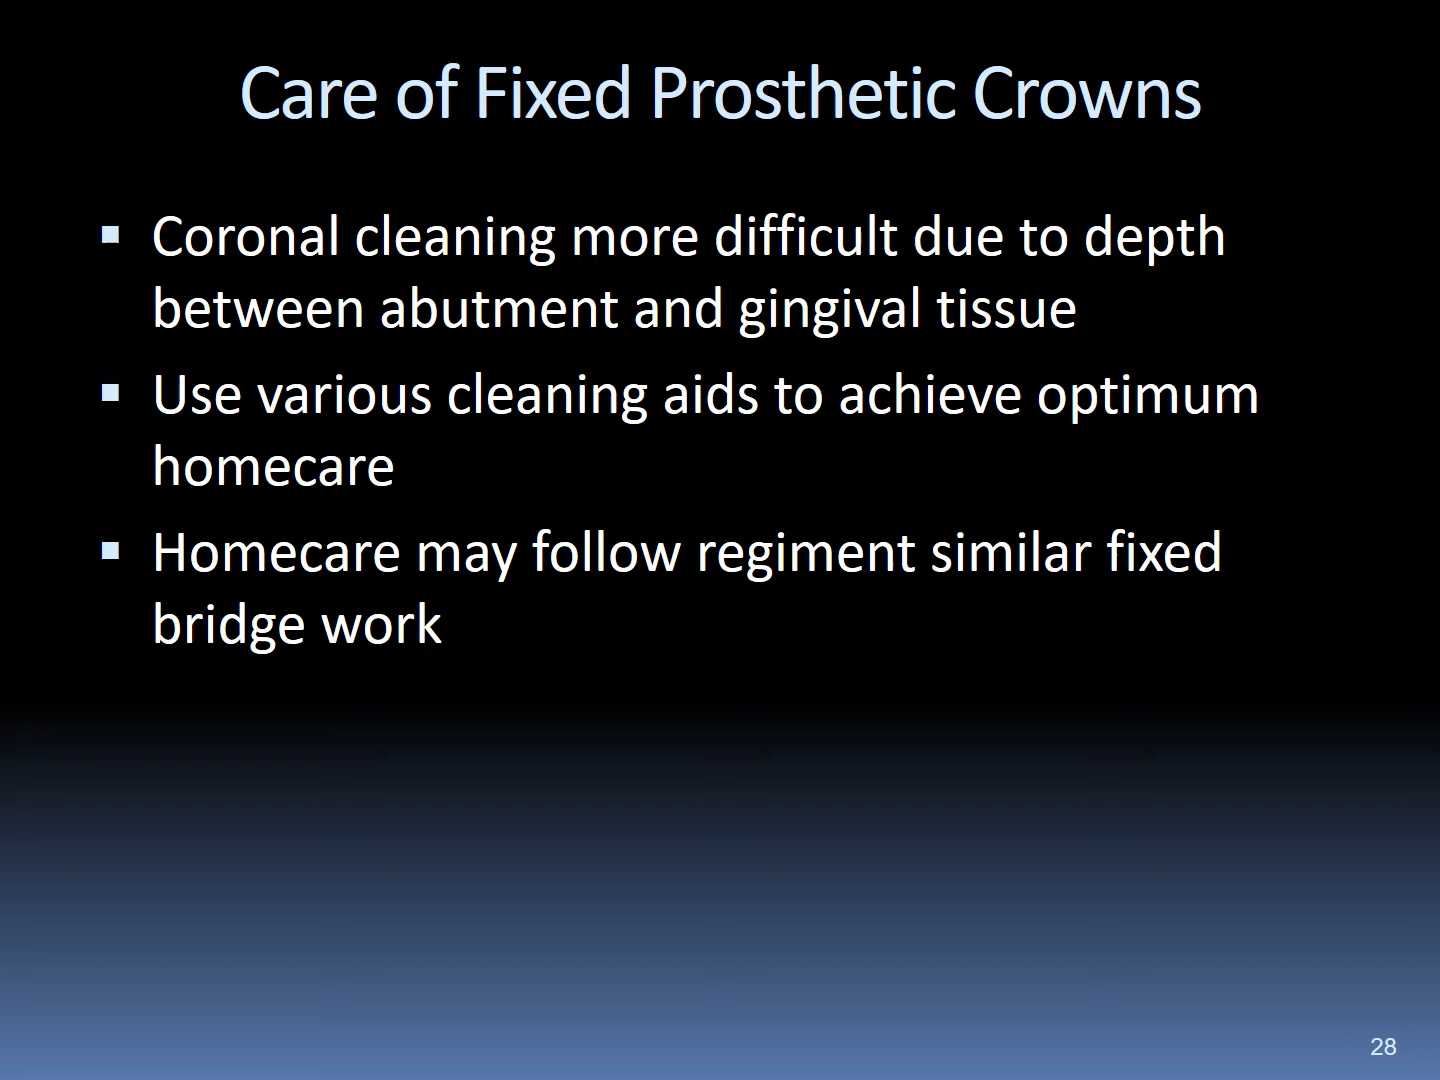 Care of Fixed Prosthetic Crowns
▪ Coronal cleaning more difficult due to depth
between abutment and gingival tissue
▪ Use various cleaning aids to achieve optimum
homecare
▪ Homecare may follow regiment similar fixed
bridge work
28